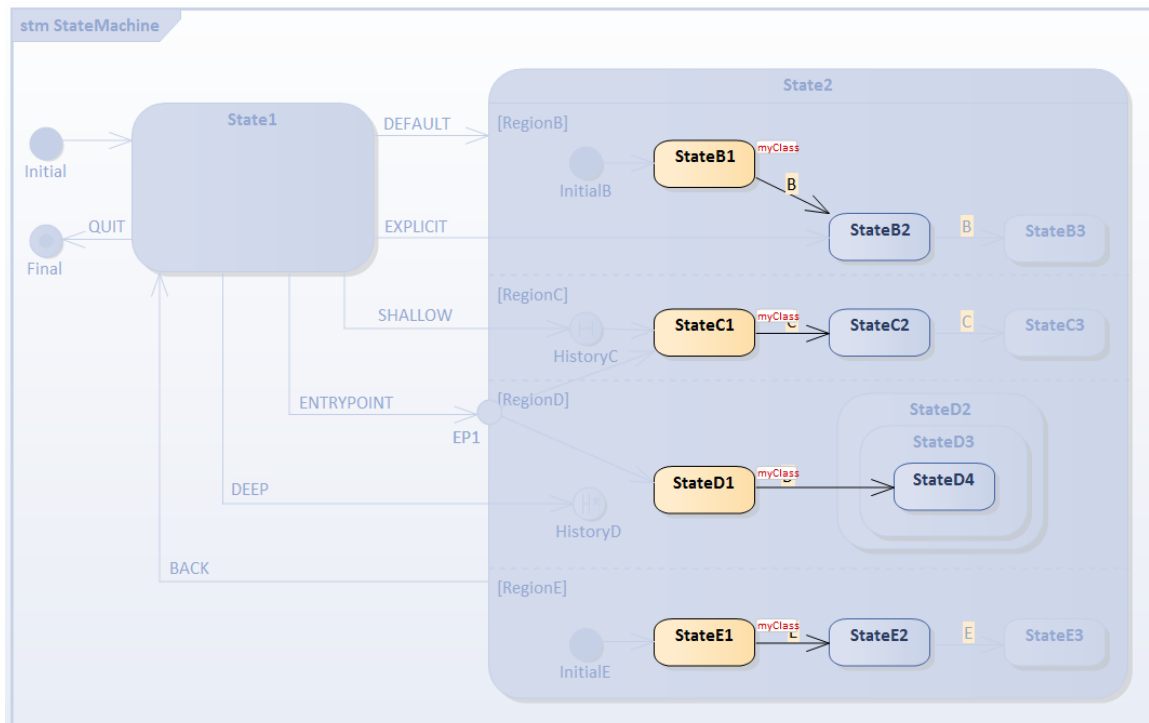 stm StateMachine
State2
State1
DEFAULT
[RegionB]
Initial
InitialB
StateB1
myClass
B
QUIT
EXPLICIT
StateB2
B
StateB3
Final
[RegionC]
SHALLOW
HistoryC
StateC1
myClass
C
StateC2
C
StateC3
ENTRYPOINT
EP1
[RegionD]
StateD2
StateD3
StateD1
myClass
StateD4
DEEP
HistoryD
BACK
[RegionE]
InitialE
StateE1
myClass
StateE2
E
StateE3